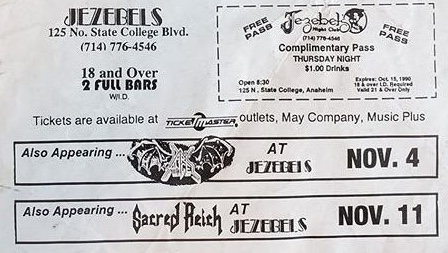 JEZEBELS
125 No. State College Blvd.
(714) 776-4546
18 and Over
2 FULL BARS
W/I.D.
FREE PASS
Jezebels
Night Club
(714) 776-4546
FREE PASS
Complimentary Pass
THURSDAY NIGHT
$1.00 Drinks
Open 8:30
125 N. State College, Anaheim
Expires: Oct. 15, 1990
18 & over I.D. Required
Valid 21 & Over Only
Tickets are available at TICKETMASTER outlets, May Company, Music Plus
Also Appearing ... AT JEZEBELS NOV. 4
Also Appearing ... Sacred Reich AT JEZEBELS NOV. 11